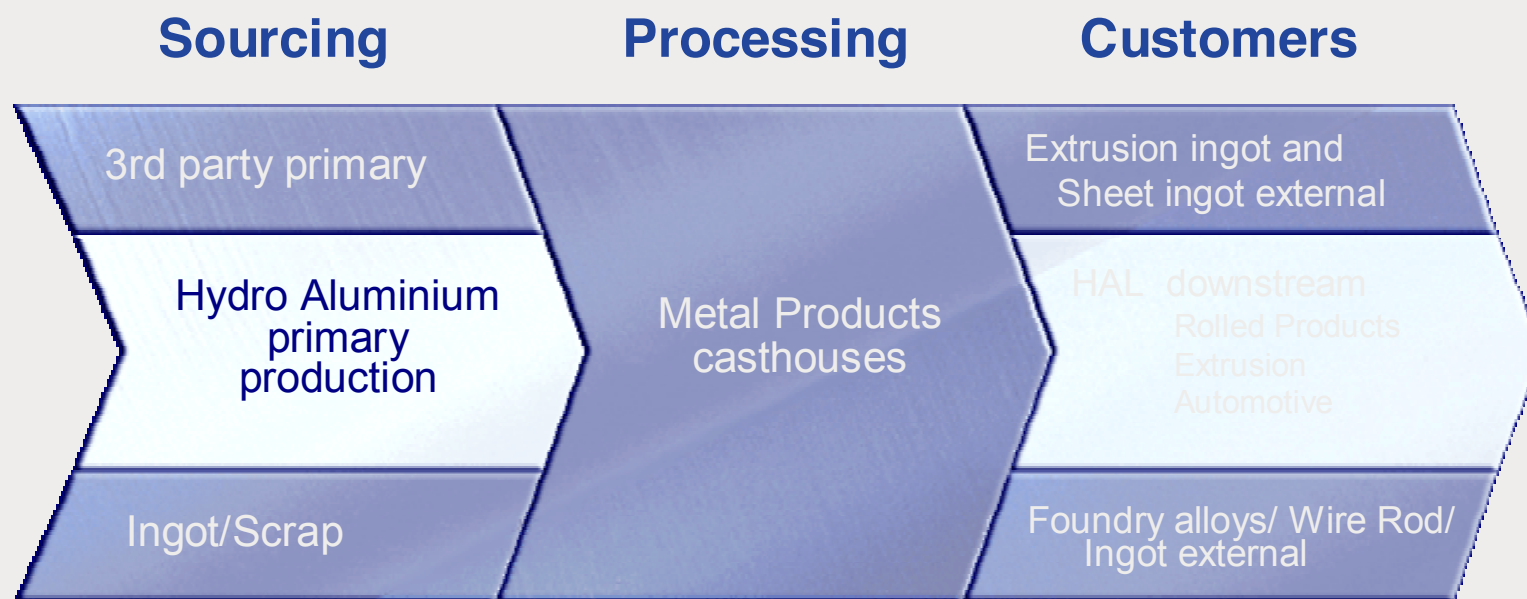 Sourcing
Processing
Customers
3rd party primary
Hydro Aluminium
primary
production
Ingot/Scrap
Metal Products
casthouses
Extrusion ingot and
Sheet ingot external
HAL downstream
Rolled Products
Extrusion
Automotive
Foundry alloys/ Wire Rod/
Ingot external